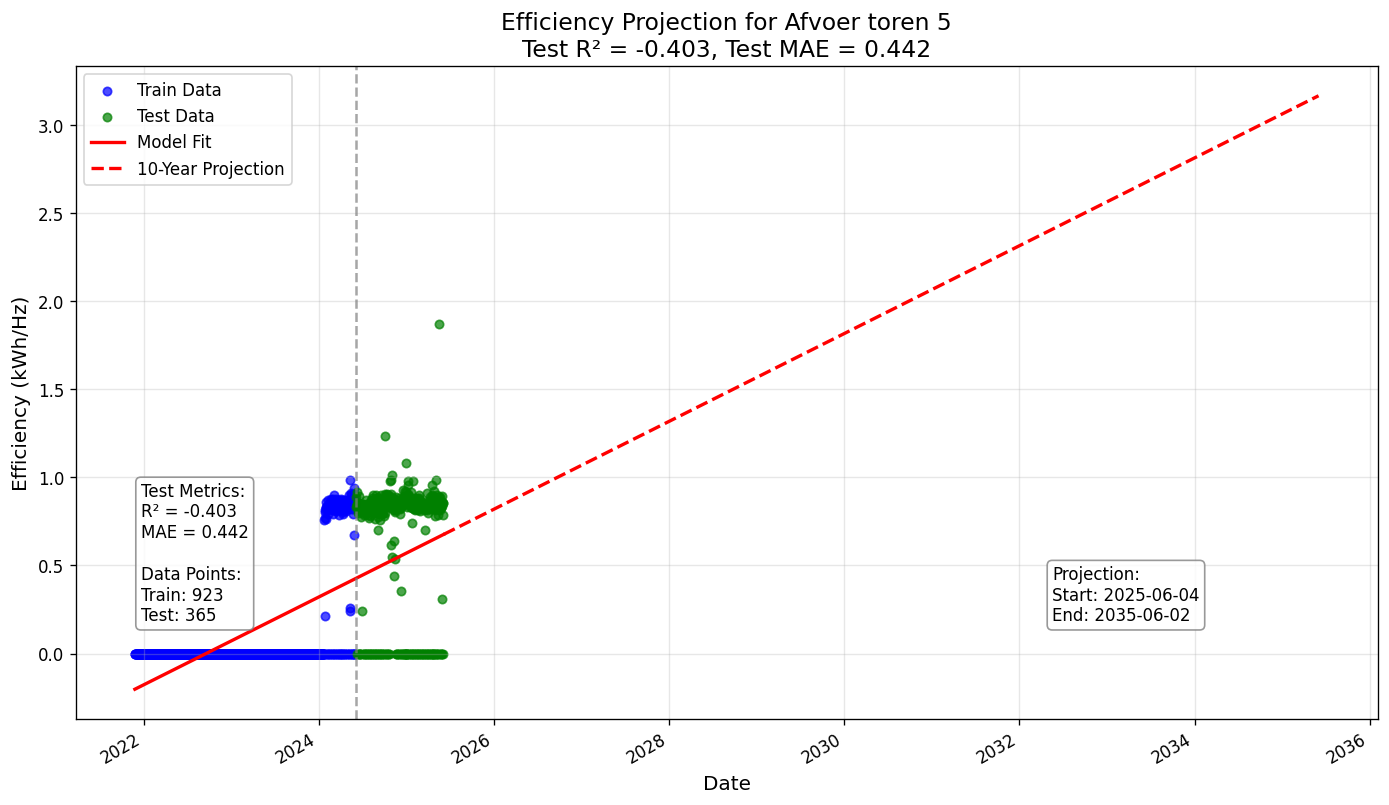 Efficiency Projection for Afvoer toren 5
Test R² = -0.403, Test MAE = 0.442
Train Data
Test Data
Model Fit
10-Year Projection
Efficiency (kWh/Hz)
3.0
2.5
2.0
1.5
1.0
0.5
0.0
Test Metrics:
R² = -0.403
MAE = 0.442
Data Points:
Train: 923
Test: 365
Projection:
Start: 2025-06-04
End: 2035-06-02
2022
2024
2026
2028
2030
2032
2034
2036
Date